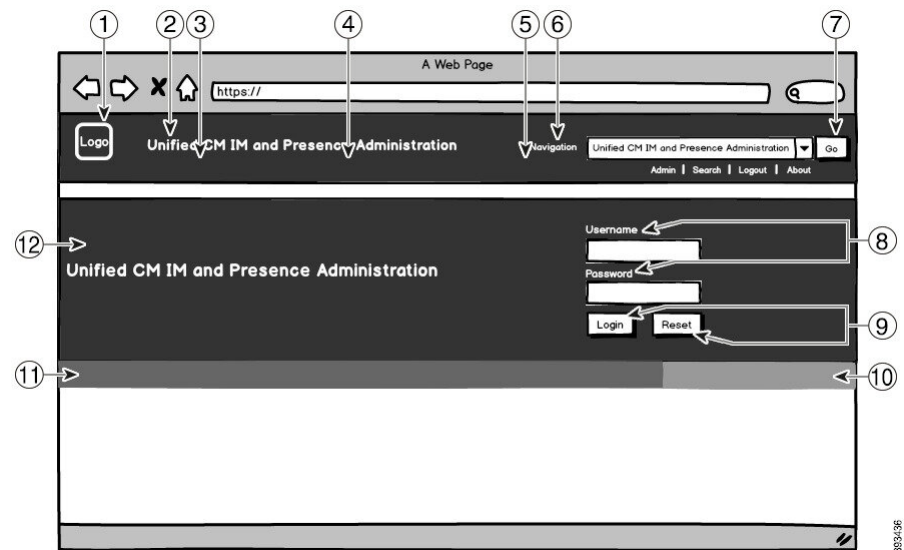 1 2 3 4 5 6 7
A Web Page
https://
Logo
Unified CM IM and Presence Administration
Navigation
Unified CM IM and Presence Administration
Go
Admin | Search | Logout | About
12
Username
8
Unified CM IM and Presence Administration
Password
Login
Reset
9
11
10
393436